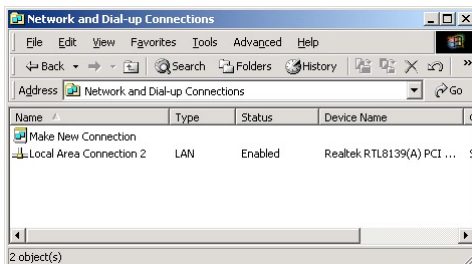 Network and Dial-up Connections
File Edit View Favorites Tools Advanced Help
Back Search Folders History »
Address Network and Dial-up Connections Go
Name Type Status Device Name
Make New Connection
Local Area Connection 2 LAN Enabled Realtek RTL8139(A) PCI ...
2 object(s)